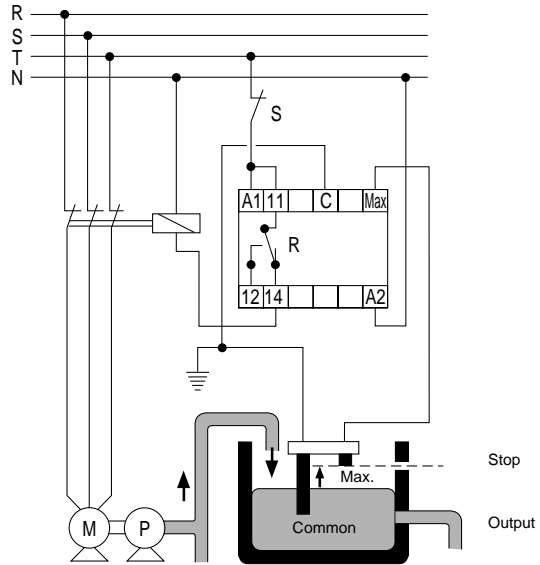 R
S
T
N
S
A1 11 C Max
R
12 14 A2
Stop
Max.
M P Common Output